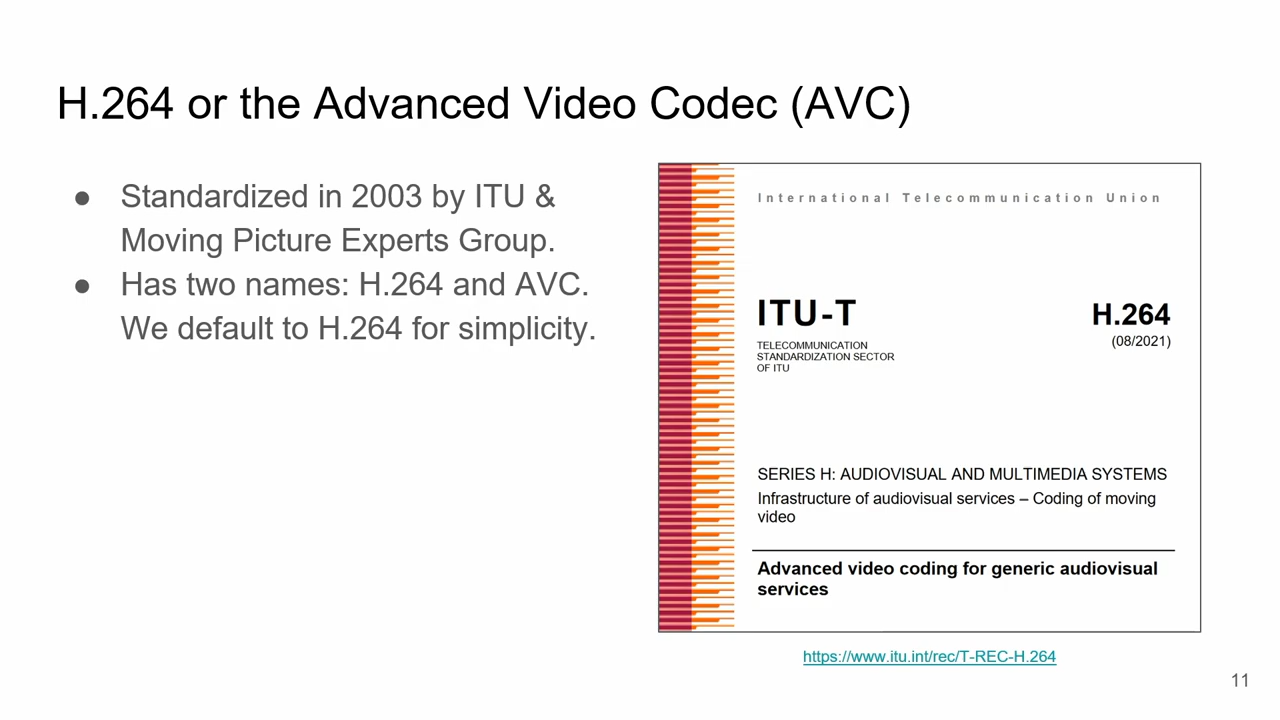 H.264 or the Advanced Video Codec (AVC)
● Standardized in 2003 by ITU &
Moving Picture Experts Group.
● Has two names: H.264 and AVC.
We default to H.264 for simplicity.
International Telecommunication Union
ITU-T
H.264
TELECOMMUNICATION
STANDARDIZATION SECTOR
OF ITU
(08/2021)
SERIES H: AUDIOVISUAL AND MULTIMEDIA SYSTEMS
Infrastructure of audiovisual services – Coding of moving
video
Advanced video coding for generic audiovisual
services
https://www.itu.int/rec/T-REC-H.264
11